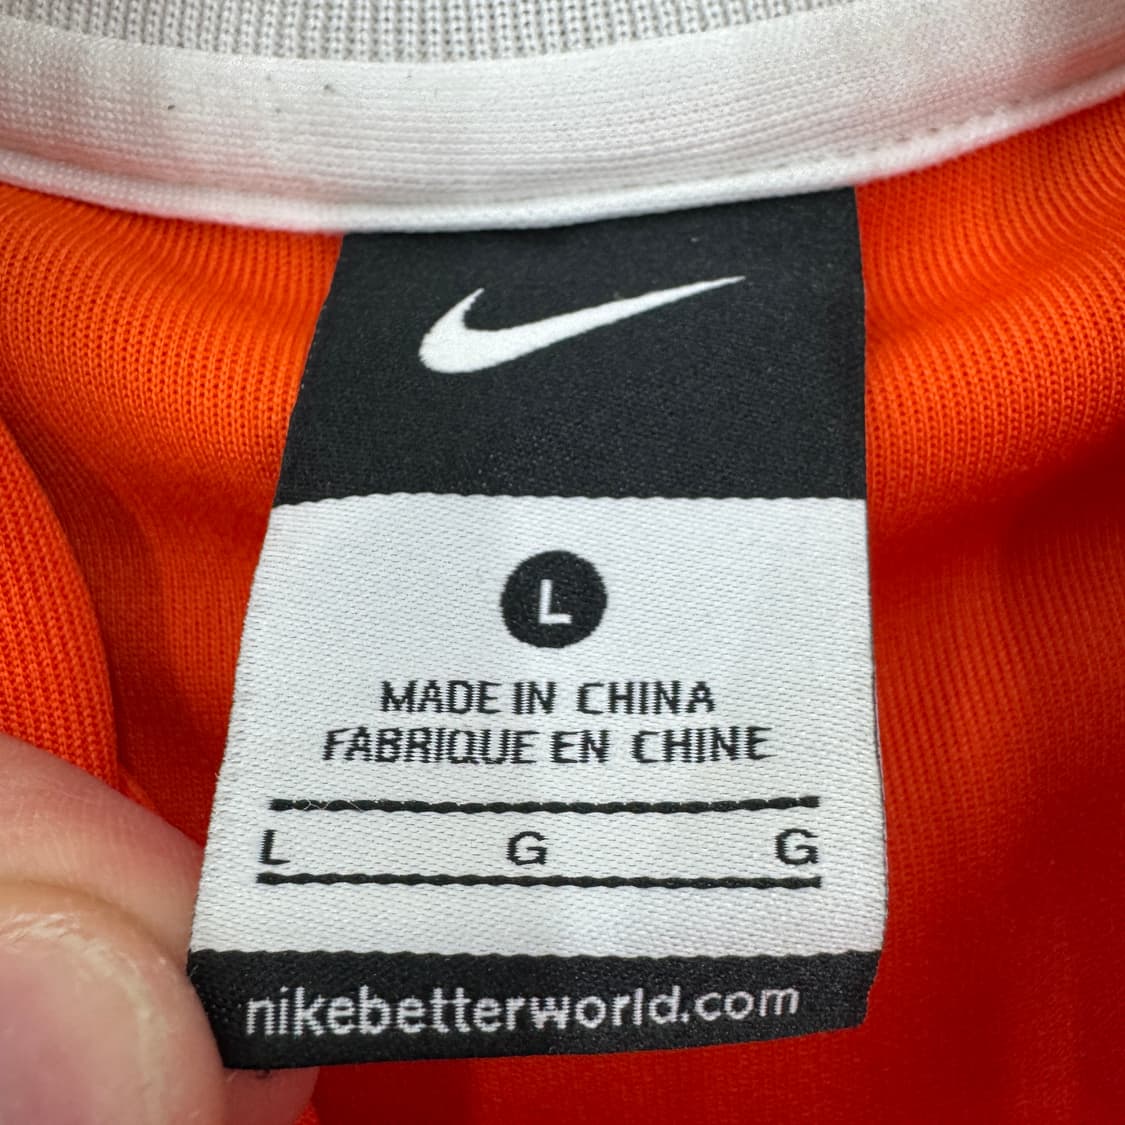 L
MADE IN CHINA
FABRIQUE EN CHINE
L G G
nikebetterworld.com